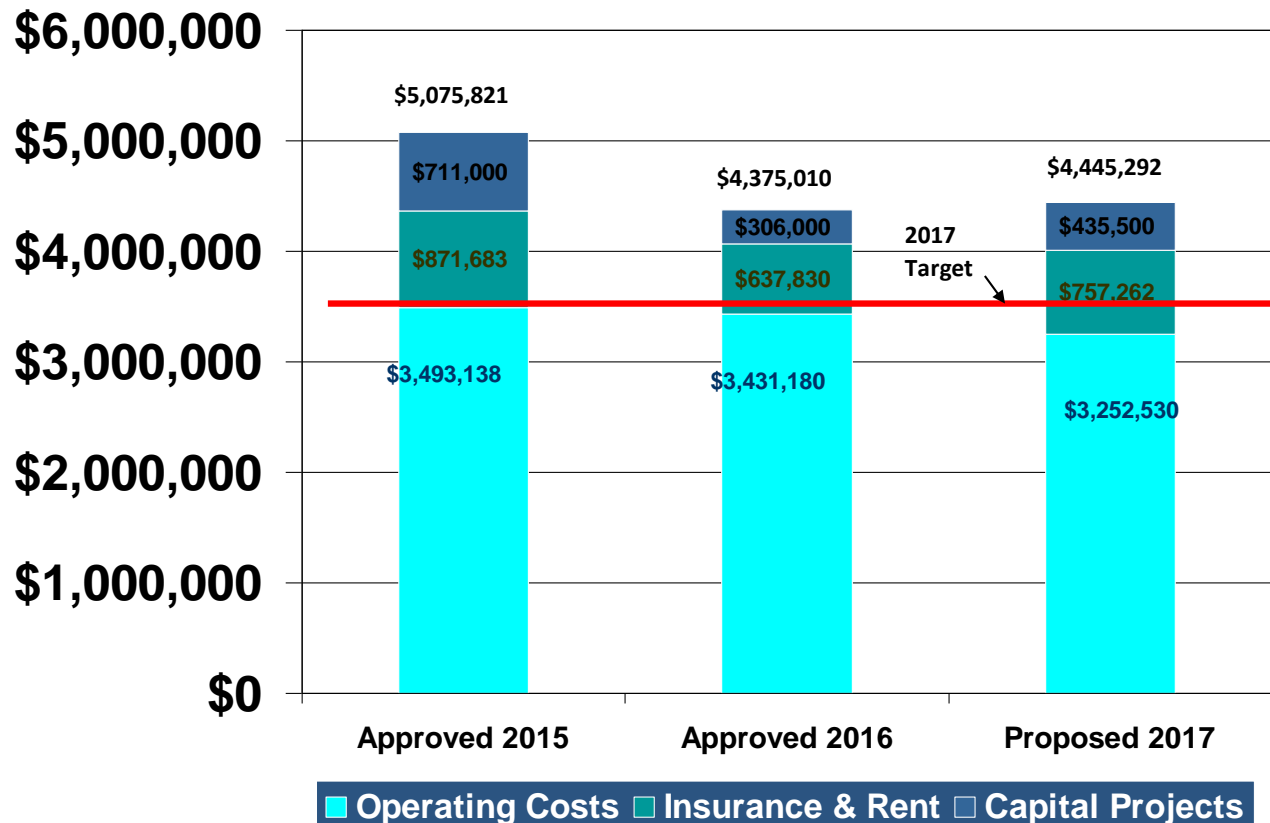 $6,000,000
$5,000,000
$4,000,000
$3,000,000
$2,000,000
$1,000,000
$0
$5,075,821
$711,000
$871,683
$3,493,138
$4,375,010
$306,000
$637,830
$3,431,180
2017
Target
$4,445,292
$435,500
$757,262
$3,252,530
Approved 2015
Approved 2016
Proposed 2017
Operating Costs
Insurance & Rent
Capital Projects